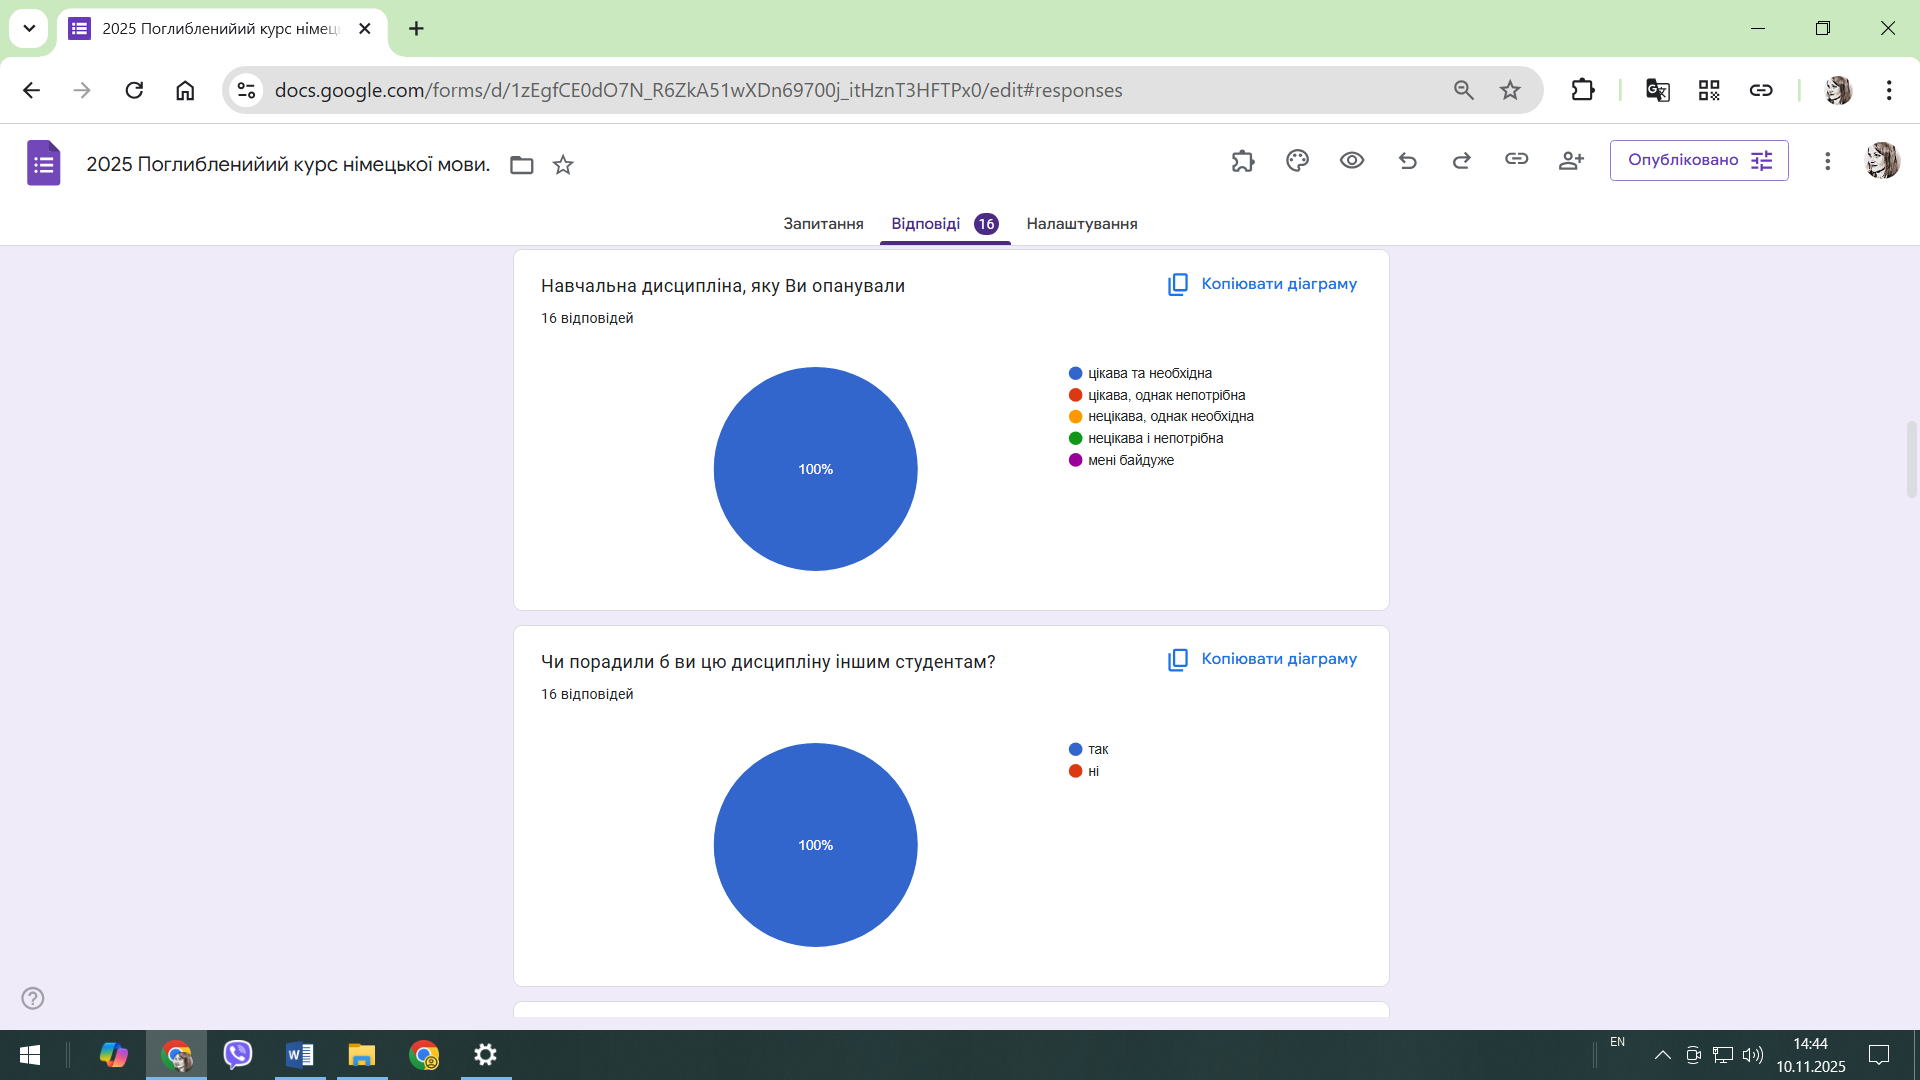 2025 Поглибленийий курс німец
docs.google.com/forms/d/1zEgfCE0dO7N_R6ZkA51wXDn69700j_itHznT3HFTPx0/edit#responses
2025 Поглибленийий курс німецької мови.
Опубліковано
Запитання Відповіді 16 Налаштування
Навчальна дисципліна, яку Ви опанували
Копіювати діаграму
16 відповідей
100%
цікава та необхідна
цікава, однак непотрібна
нецікава, однак необхідна
нецікава і непотрібна
мені байдуже
Чи порадили б ви цю дисципліну іншим студентам?
Копіювати діаграму
16 відповідей
100%
так
ні
EN
14:44
10.11.2025